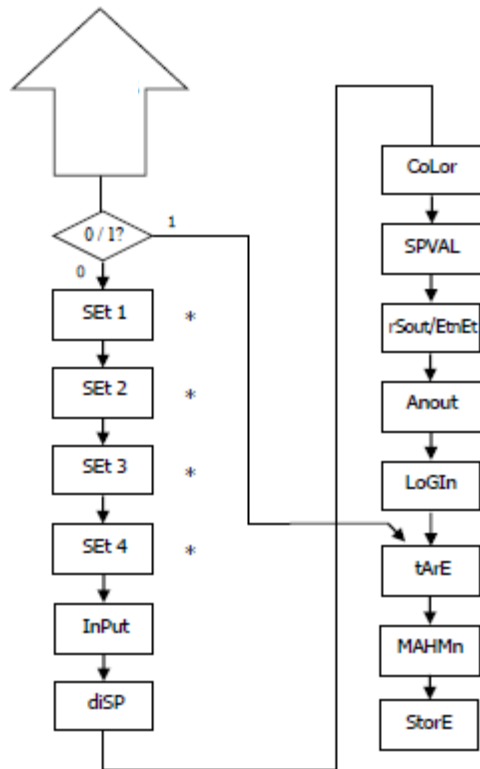 0 / 1?
1
0
SEt 1 *
SEt 2 *
SEt 3 *
SEt 4 *
InPut
diSP
CoLor
SPVAL
rSout/EtnEt
Anout
LoGIn
tArE
MAHMn
StorE